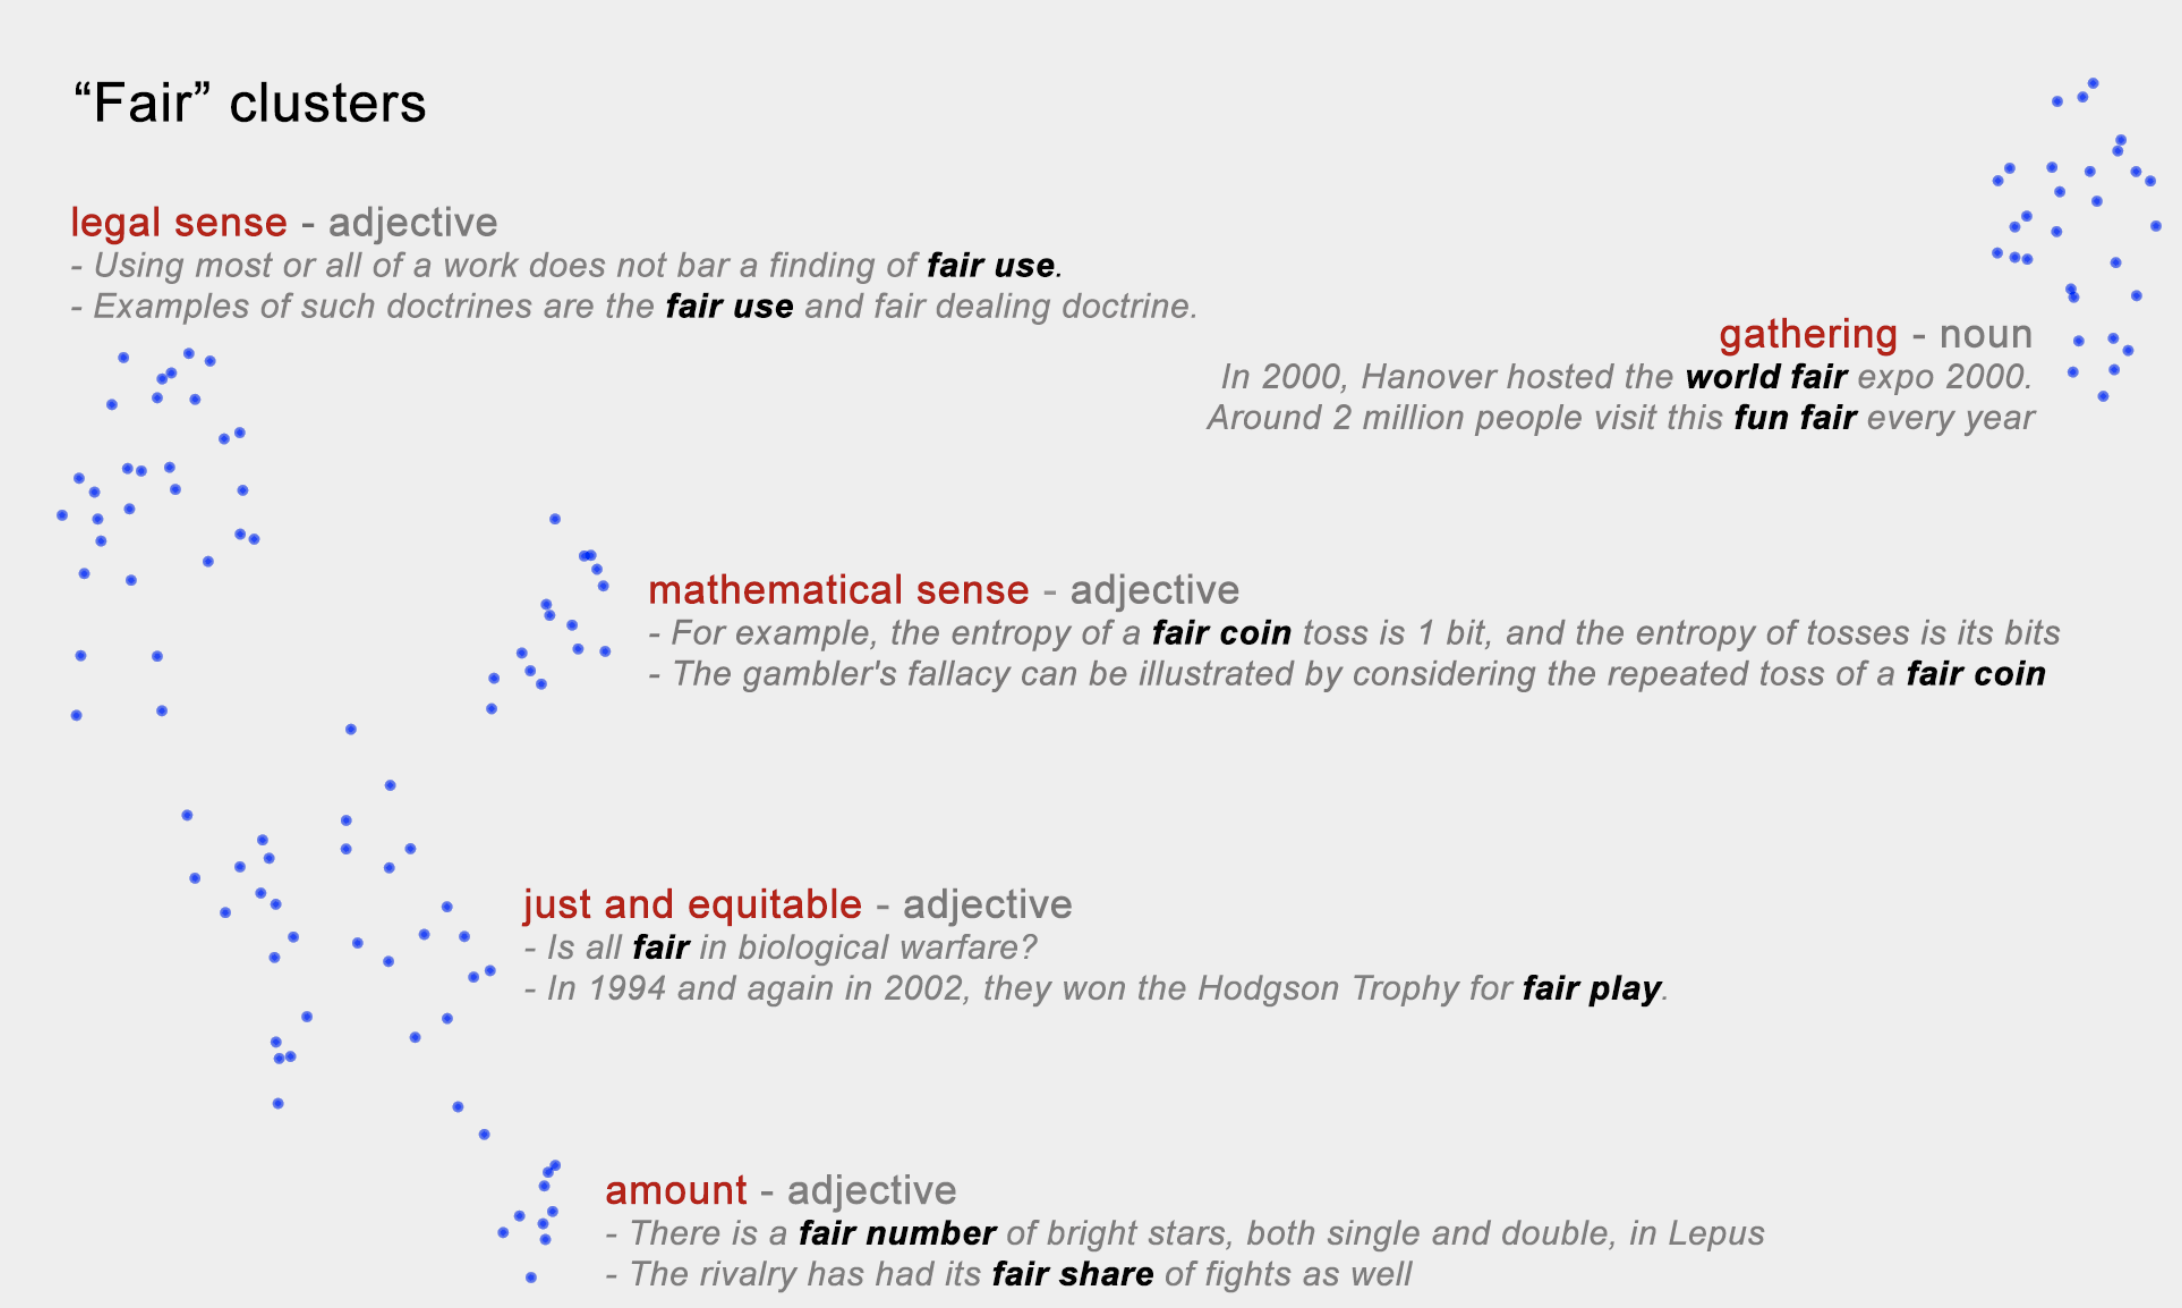 “Fair” clusters
legal sense - adjective
- Using most or all of a work does not bar a finding of fair use.
- Examples of such doctrines are the fair use and fair dealing doctrine.
gathering - noun
In 2000, Hanover hosted the world fair expo 2000.
Around 2 million people visit this fun fair every year
mathematical sense - adjective
- For example, the entropy of a fair coin toss is 1 bit, and the entropy of tosses is its bits
- The gambler's fallacy can be illustrated by considering the repeated toss of a fair coin
just and equitable - adjective
- Is all fair in biological warfare?
- In 1994 and again in 2002, they won the Hodgson Trophy for fair play.
amount - adjective
- There is a fair number of bright stars, both single and double, in Lepus
- The rivalry has had its fair share of fights as well